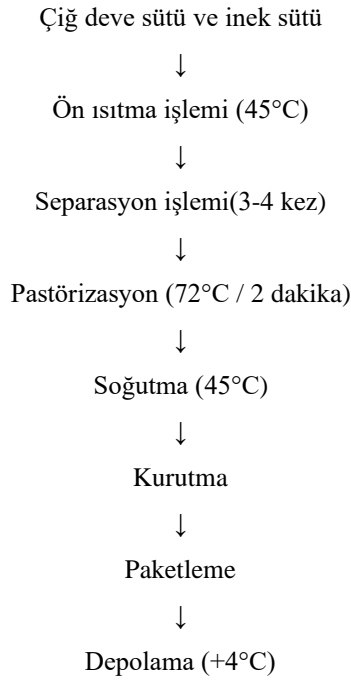 Çiğ deve sütü ve inek sütü
↓
Ön ısıtma işlemi (45°C)
↓
Separasyon işlemi(3-4 kez)
↓
Pastörizasyon (72°C / 2 dakika)
↓
Soğutma (45°C)
↓
Kurutma
↓
Paketleme
↓
Depolama (+4°C)